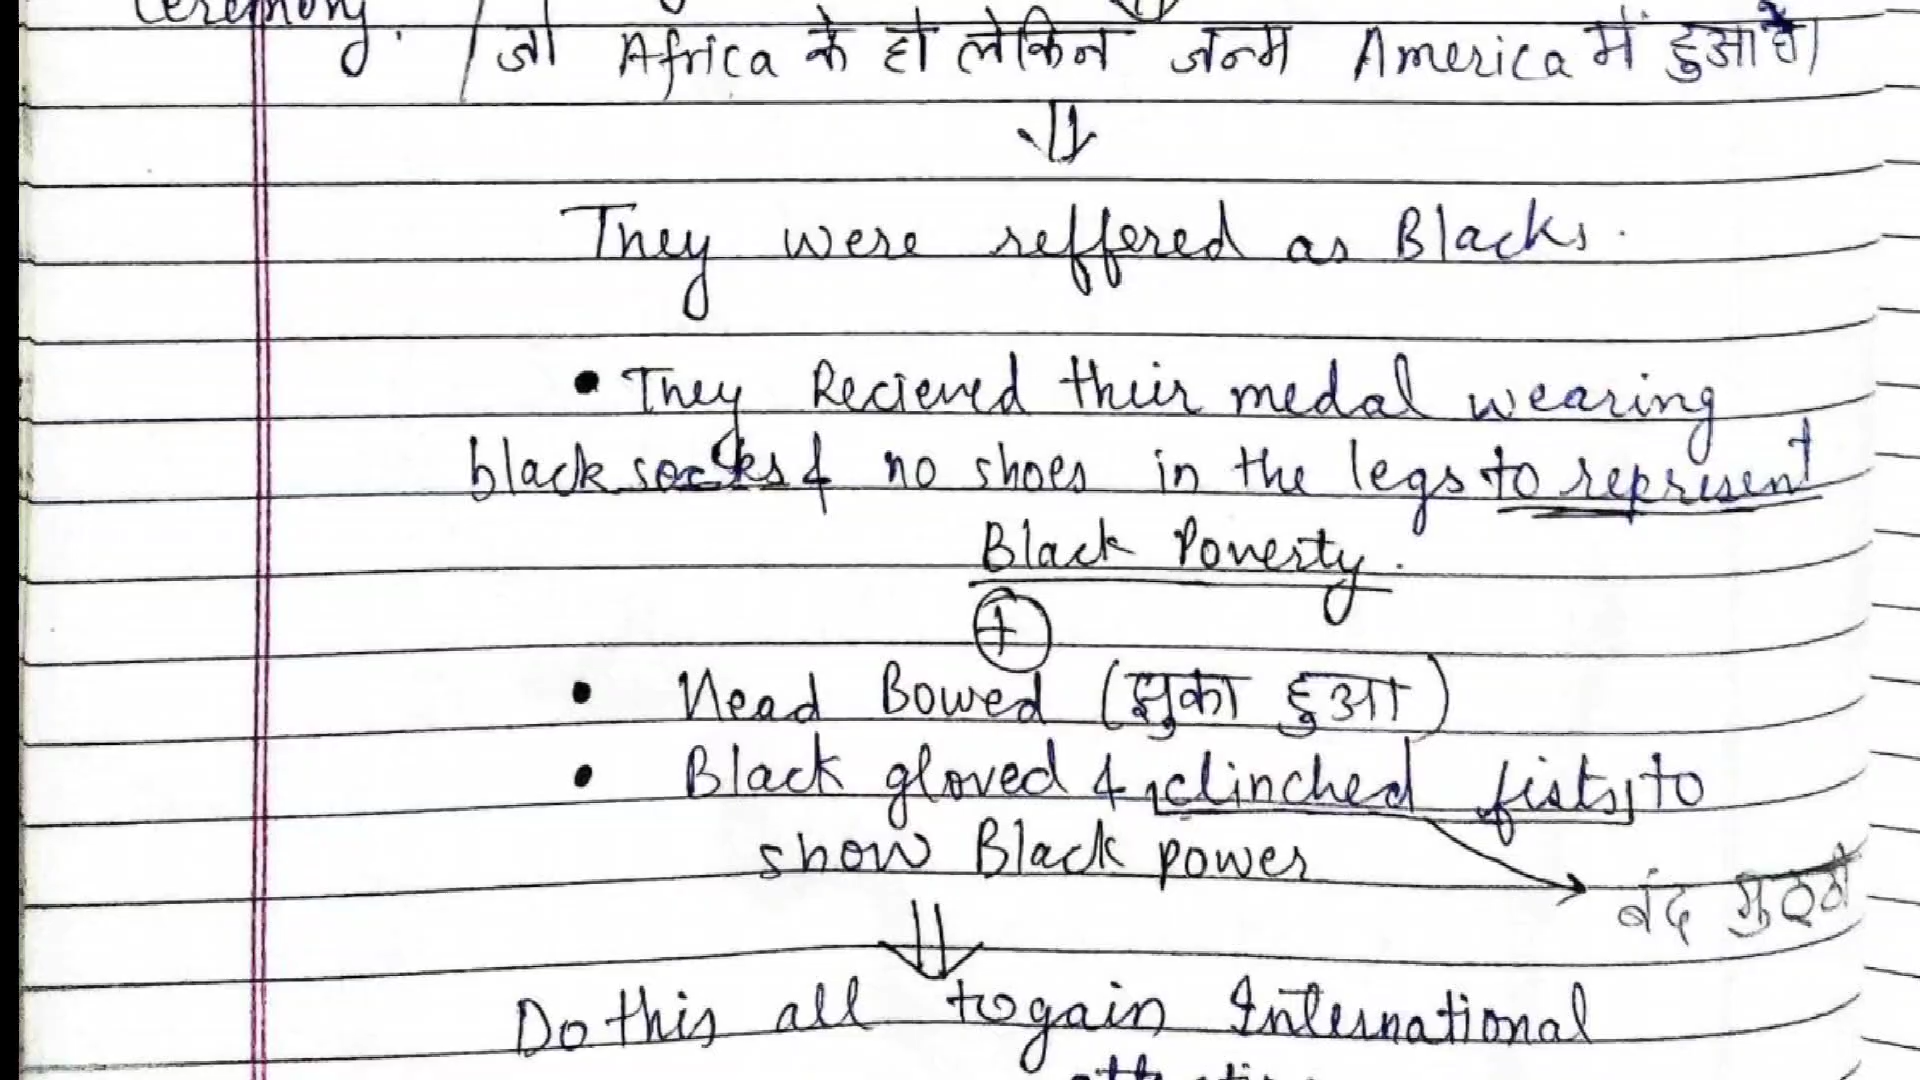 ceremony.
जो Africa के हो लेकिन जन्म America में हुआ है।
They were reffered as Blacks.
• They Recieved their medal wearing
black socks & no shoes in the legs to represent
Black Poverty.
+
• Head Bowed (झुका हुआ)
• Black gloved & clinched fists to
show Black power
बंद मुठ्ठी
Do this all to gain International